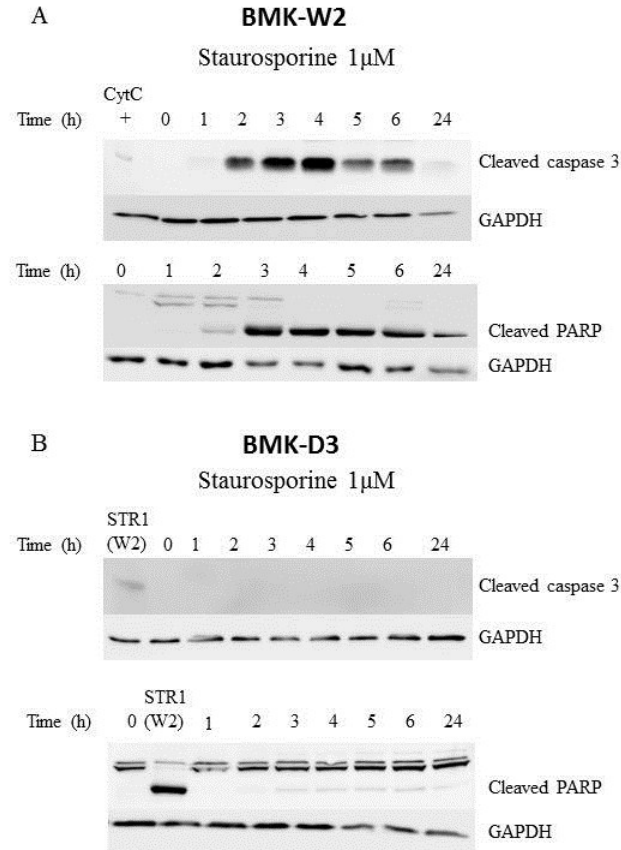 A
BMK-W2
Staurosporine 1μM
CytC
Time (h) + 0 1 2 3 4 5 6 24
Cleaved caspase 3
GAPDH
Time (h) 0 1 2 3 4 5 6 24
Cleaved PARP
GAPDH
B
BMK-D3
Staurosporine 1μM
STR1
Time (h) (W2) 0 1 2 3 4 5 6 24
Cleaved caspase 3
GAPDH
STR1
Time (h) 0 (W2) 1 2 3 4 5 6 24
Cleaved PARP
GAPDH